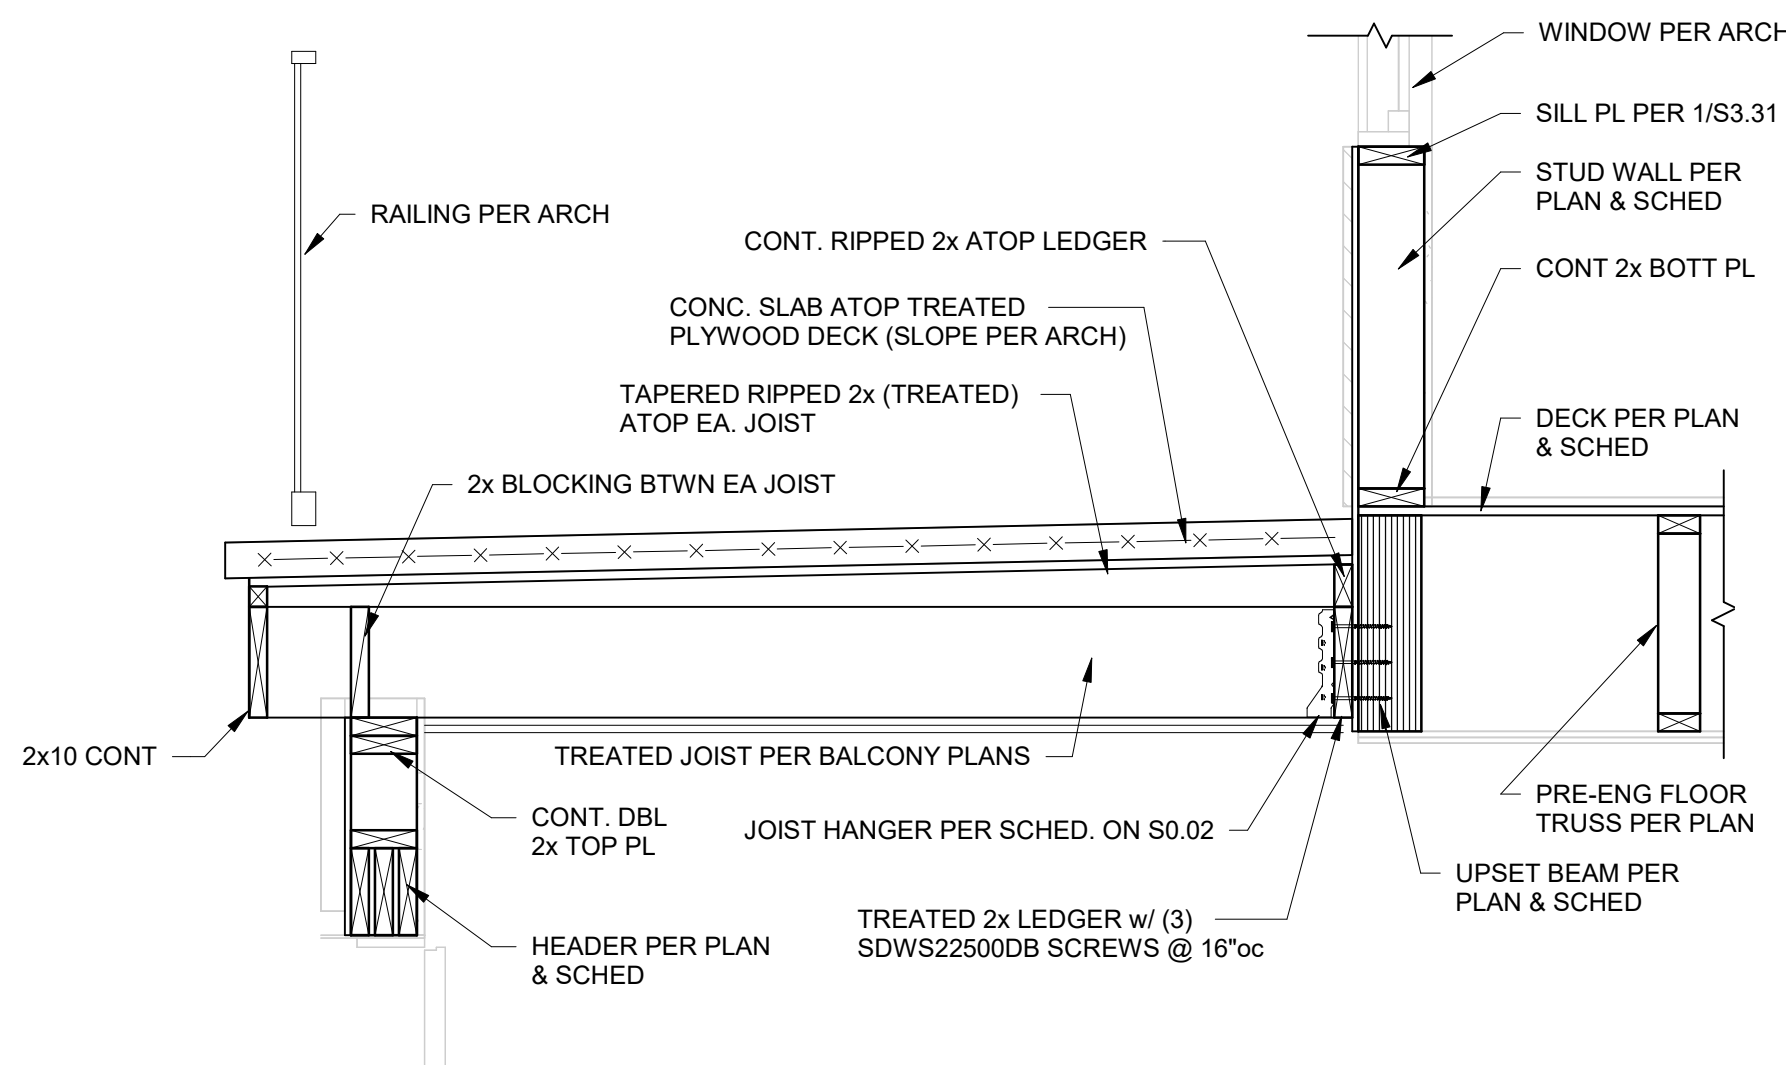 WINDOW PER ARCH
SILL PL PER 1/S3.31
STUD WALL PER
PLAN & SCHED
RAILING PER ARCH
CONT. RIPPED 2x ATOP LEDGER
CONT 2x BOTT PL
CONC. SLAB ATOP TREATED
PLYWOOD DECK (SLOPE PER ARCH)
TAPERED RIPPED 2x (TREATED)
ATOP EA. JOIST
DECK PER PLAN
& SCHED
2x BLOCKING BTWN EA JOIST
2x10 CONT
TREATED JOIST PER BALCONY PLANS
CONT. DBL
2x TOP PL
JOIST HANGER PER SCHED. ON S0.02
PRE-ENG FLOOR
TRUSS PER PLAN
UPSET BEAM PER
PLAN & SCHED
TREATED 2x LEDGER w/ (3)
SDWS22500DB SCREWS @ 16"oc
HEADER PER PLAN
& SCHED